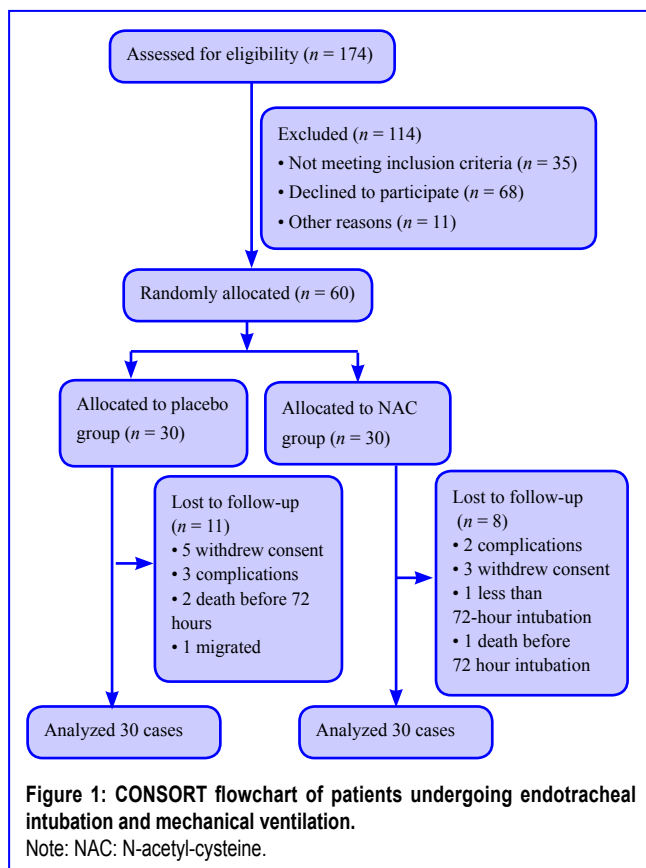 Assessed for eligibility (n = 174)
Excluded (n = 114)
• Not meeting inclusion criteria (n = 35)
• Declined to participate (n = 68)
• Other reasons (n = 11)
Randomly allocated (n = 60)
Allocated to placebo
group (n = 30)
Allocated to NAC
group (n = 30)
Lost to follow-up
(n = 11)
• 5 withdrew consent
• 3 complications
• 2 death before 72
hours
• 1 migrated
Lost to follow-up
(n = 8)
• 2 complications
• 3 withdrew consent
• 1 less than
72-hour intubation
• 1 death before
72 hour intubation
Analyzed 30 cases
Analyzed 30 cases
Figure 1: CONSORT flowchart of patients undergoing endotracheal
intubation and mechanical ventilation.
Note: NAC: N-acetyl-cysteine.